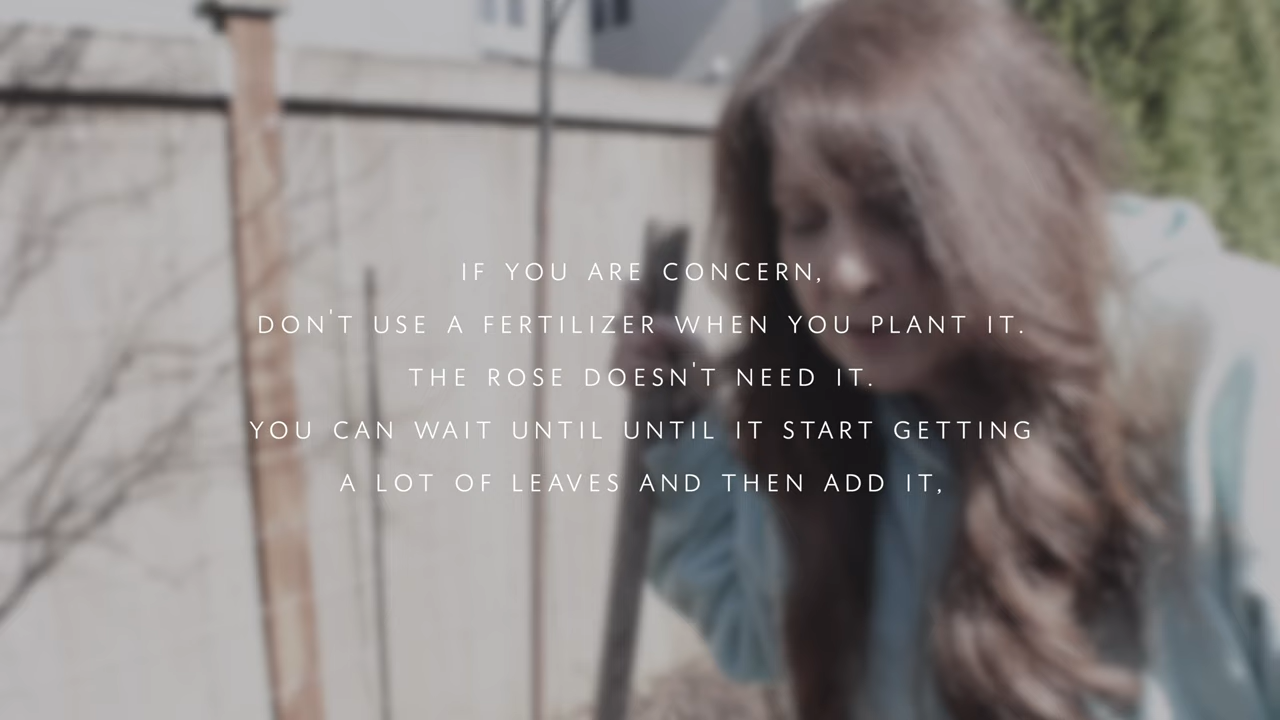 IF YOU ARE CONCERN,
DON'T USE A FERTILIZER WHEN YOU PLANT IT.
THE ROSE DOESN'T NEED IT.
YOU CAN WAIT UNTIL UNTIL IT START GETTING
A LOT OF LEAVES AND THEN ADD IT,